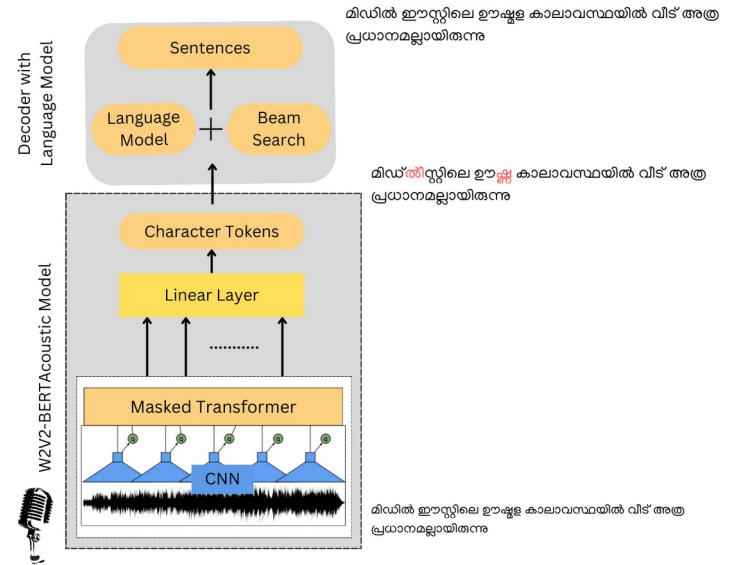 Sentences
Language
Model
+
Beam
Search
Decoder with
Language Model
മിഡിൽ ഈസ്റ്റിലെ ഊഷ്മള കാലാവസ്ഥയിൽ വീട് അത്ര
പ്രധാനമല്ലായിരുന്നു
മിഡ്ലീസ്റ്റിലെ ഊഷ്ണ കാലാവസ്ഥയിൽ വീട് അത്ര
പ്രധാനമല്ലായിരുന്നു
Character Tokens
Linear Layer
...........
Masked Transformer
q q q q q
CNN
W2V2-BERTAcoustic Model
മിഡിൽ ഈസ്റ്റിലെ ഊഷ്മള കാലാവസ്ഥയിൽ വീട് അത്ര
പ്രധാനമല്ലായിരുന്നു